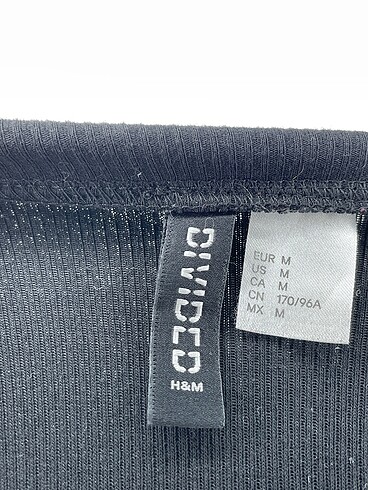 DIVIDED
H&M
EUR M
US M
CA M
CN 170/96A
MX M